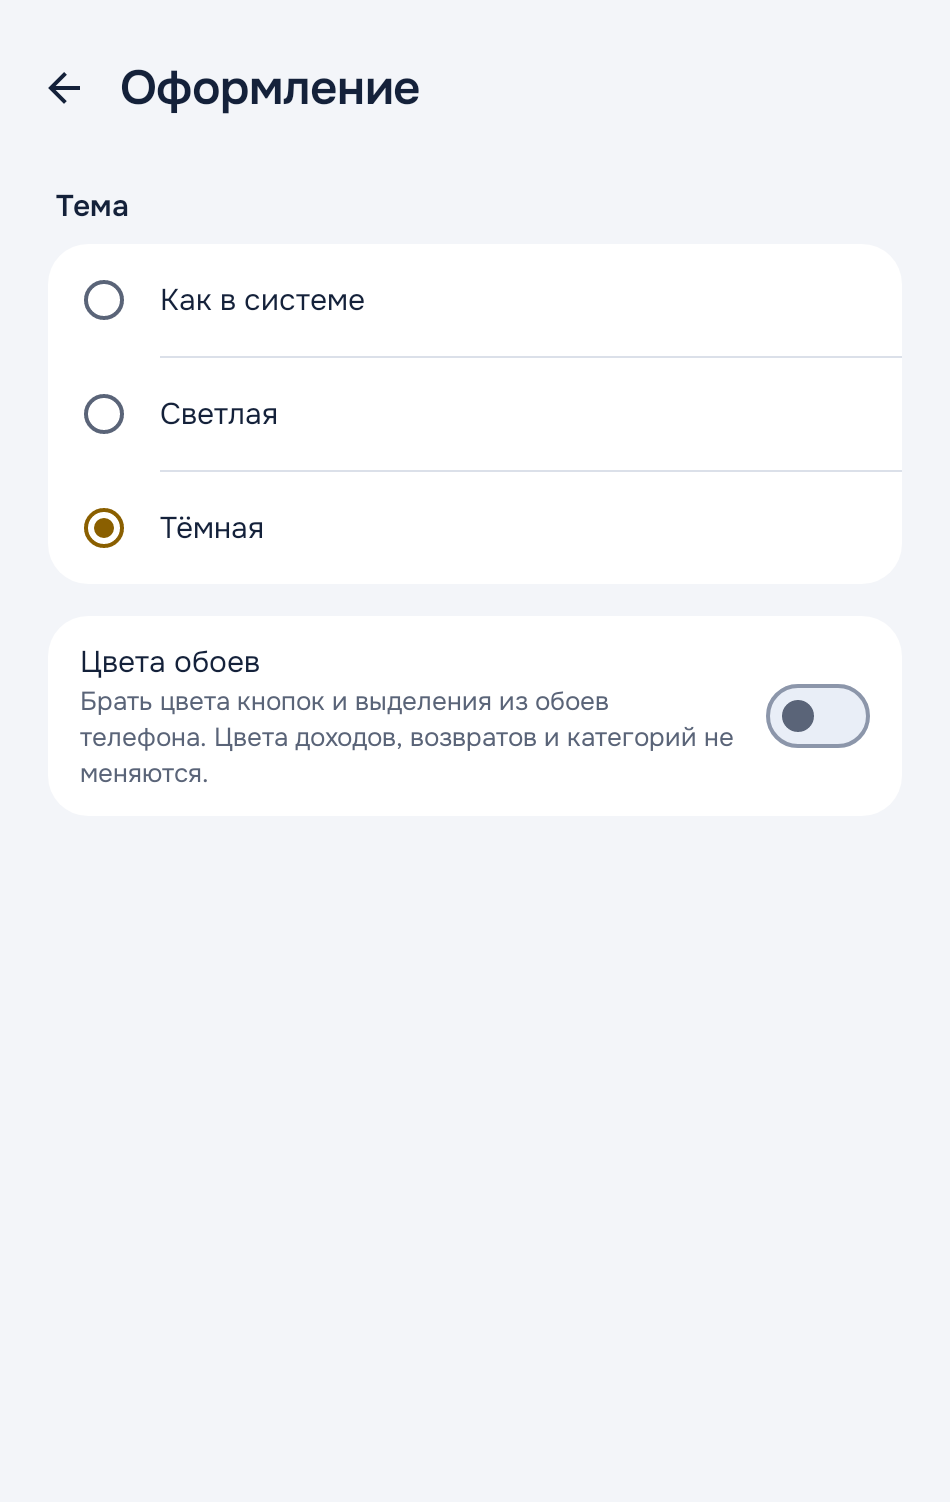 Оформление
Тема
Как в системе
Светлая
Тёмная
Цвета обоев
Брать цвета кнопок и выделения из обоев
телефона. Цвета доходов, возвратов и категорий не
меняются.